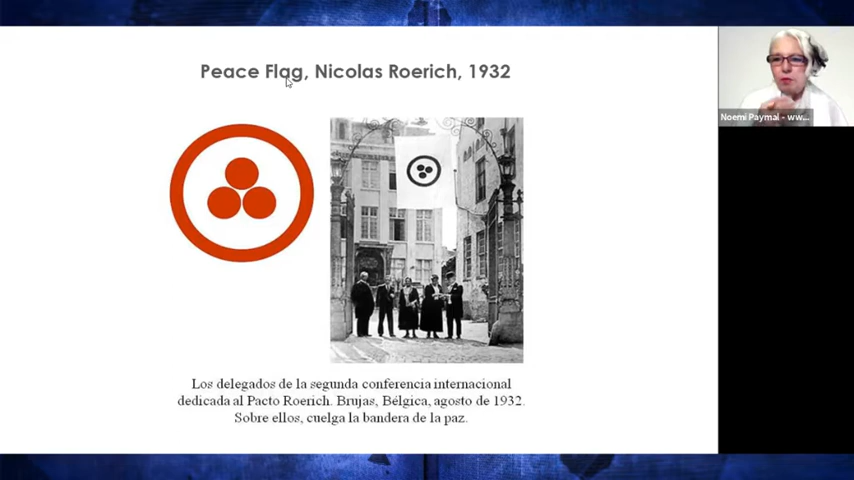 Peace Flag, Nicolas Roerich, 1932
Noemi Paymal - ww...
Los delegados de la segunda conferencia internacional
dedicada al Pacto Roerich. Brujas, Bélgica, agosto de 1932.
Sobre ellos, cuelga la bandera de la paz.